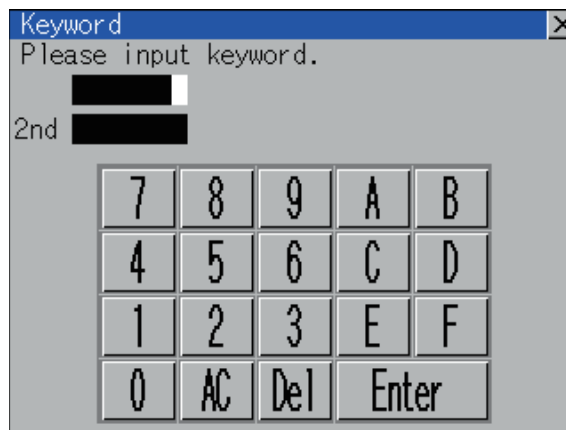 Keyword X
Please input keyword.
2nd
7 8 9 A B
4 5 6 C D
1 2 3 E F
0 AC Del Enter